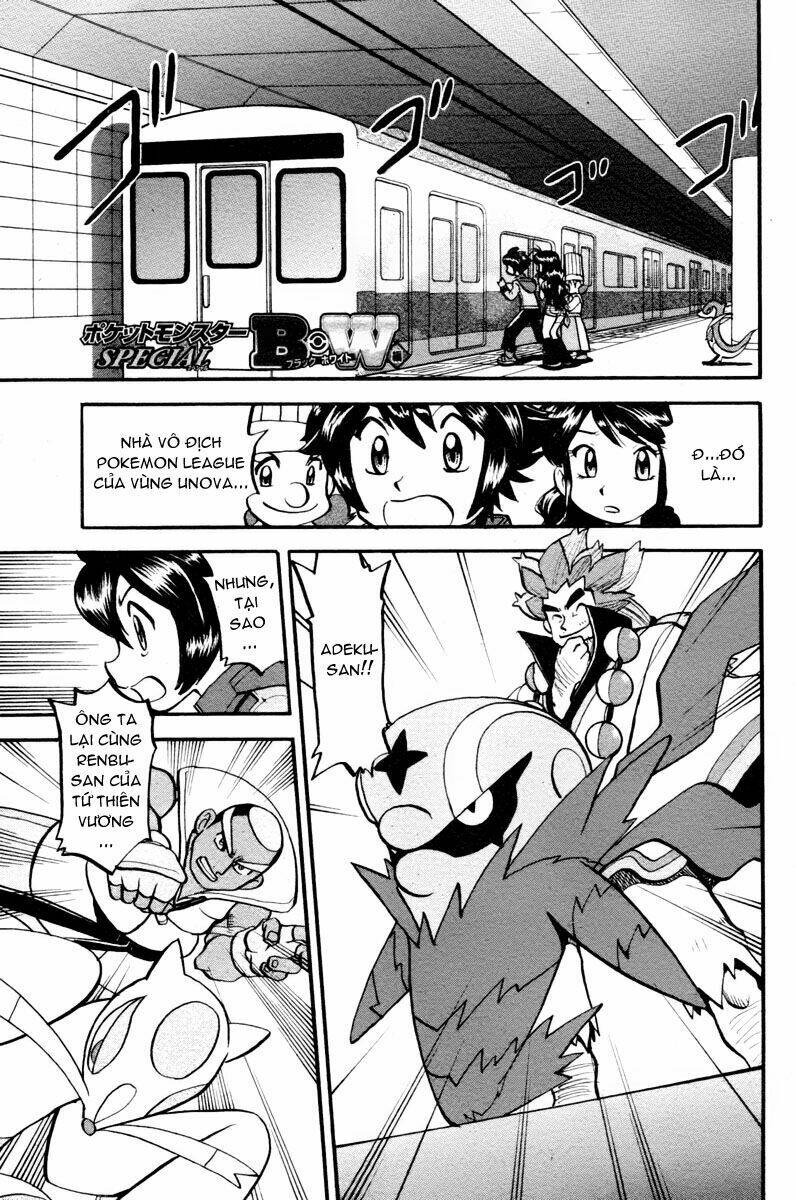 ゴ
ゴ
ゴ
ゴ
ポケットモンスター
SPECIAL
B・W編
ブラック・ホワイト
Đ...ĐÓ
LÀ...
NHÀ VÔ ĐỊCH
POKEMON LEAGUE
CỦA VÙNG UNOVA...
ADEKU-
SAN!!
NHƯNG,
TẠI
SAO
...
ÔNG TA
LẠI CÙNG
RENBU-
SAN CỦA
TỨ THIÊN
VƯƠNG
...